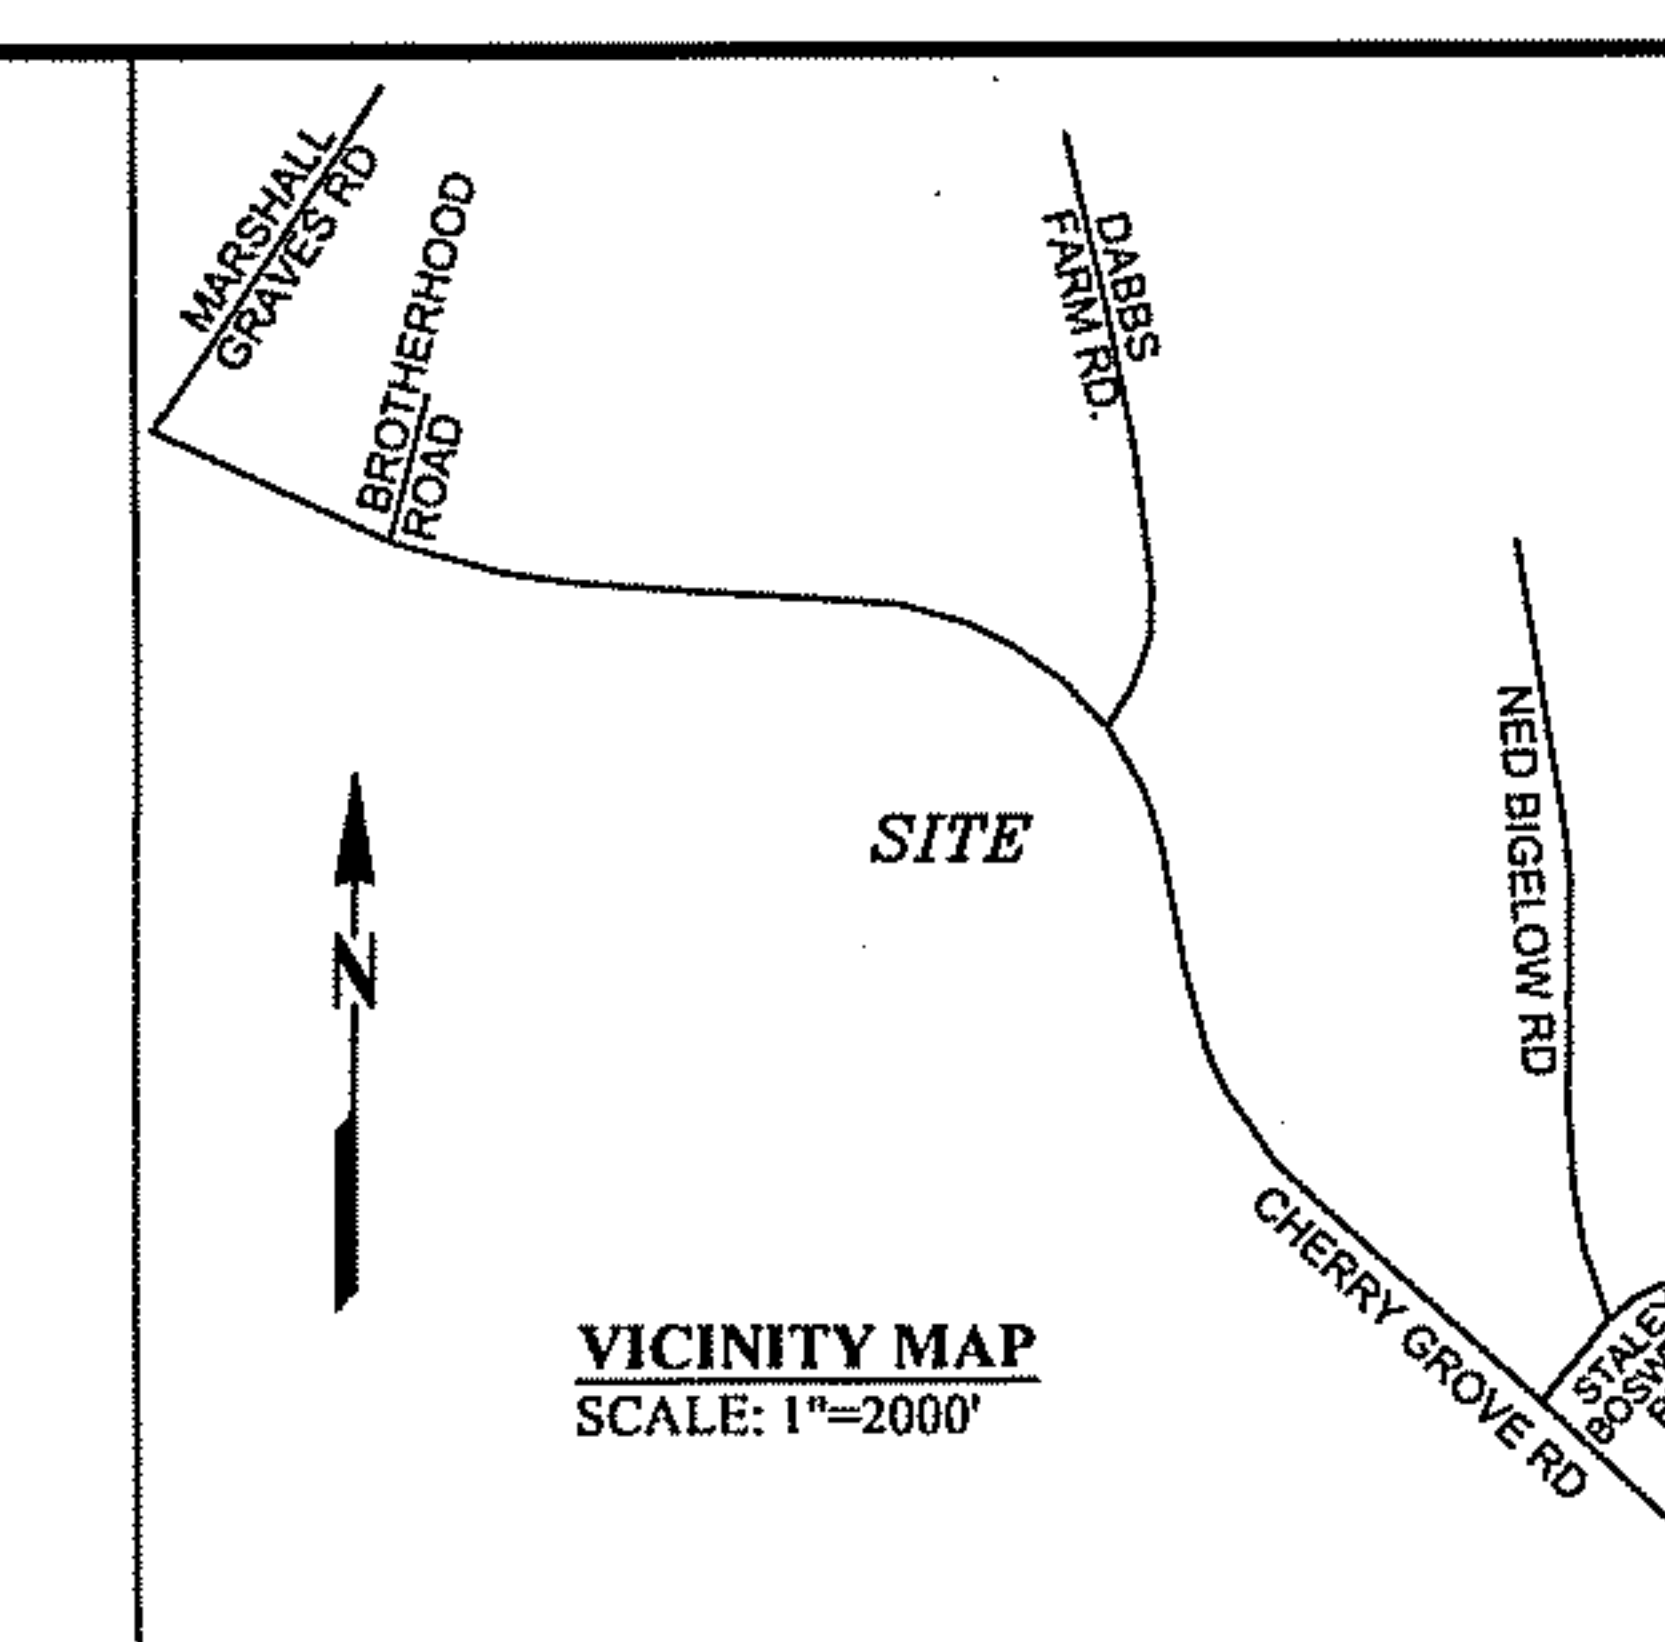 MARSHALL
GRAVES RD
BROTHERHOOD
ROAD
DABBS
FARM RD.
NED BIGELOW RD
SITE
N
CHERRY GROVE RD
VICINITY MAP
SCALE: 1"=2000'